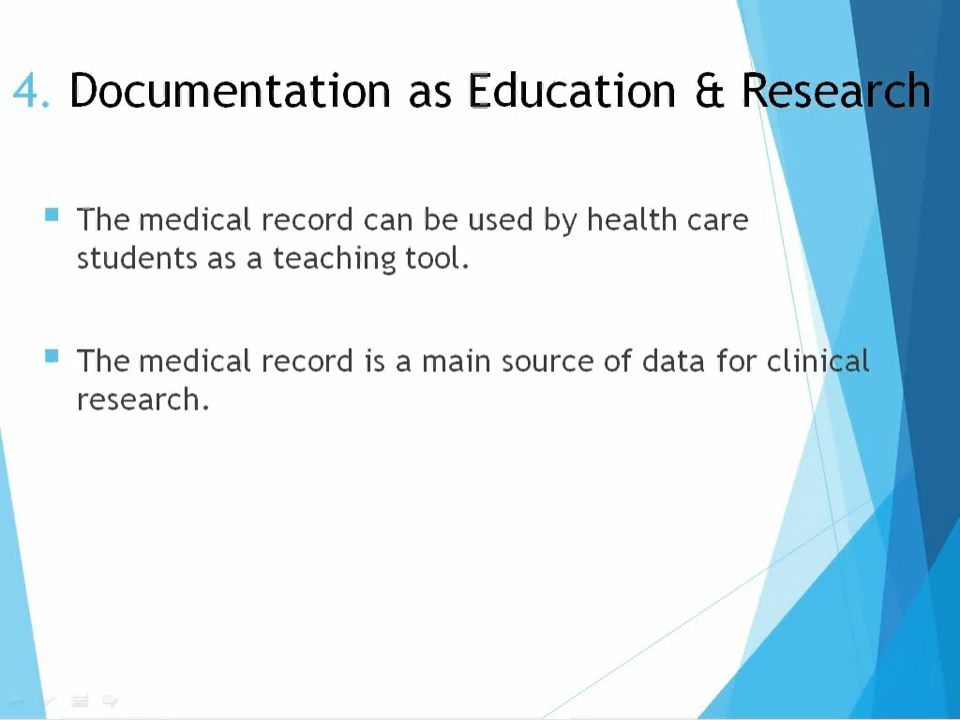 4. Documentation as Education & Research
The medical record can be used by health care
students as a teaching tool.
The medical record is a main source of data for clinical
research.